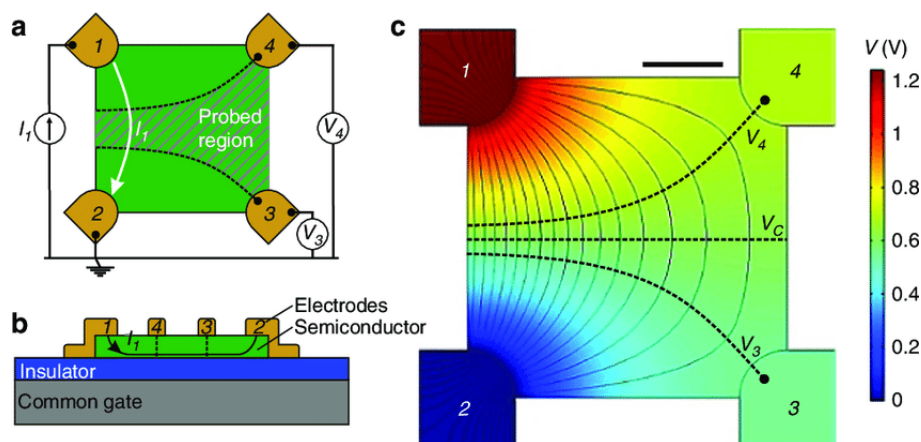 a
1
4
I1
I1
Probed
region
V4
2
3
V3
b
Electrodes
Semiconductor
1
4
3
2
I1
Insulator
Common gate
c
V (V)
1
4
V4
VC
V3
2
3
1.2
1.0
0.8
0.6
0.4
0.2
0